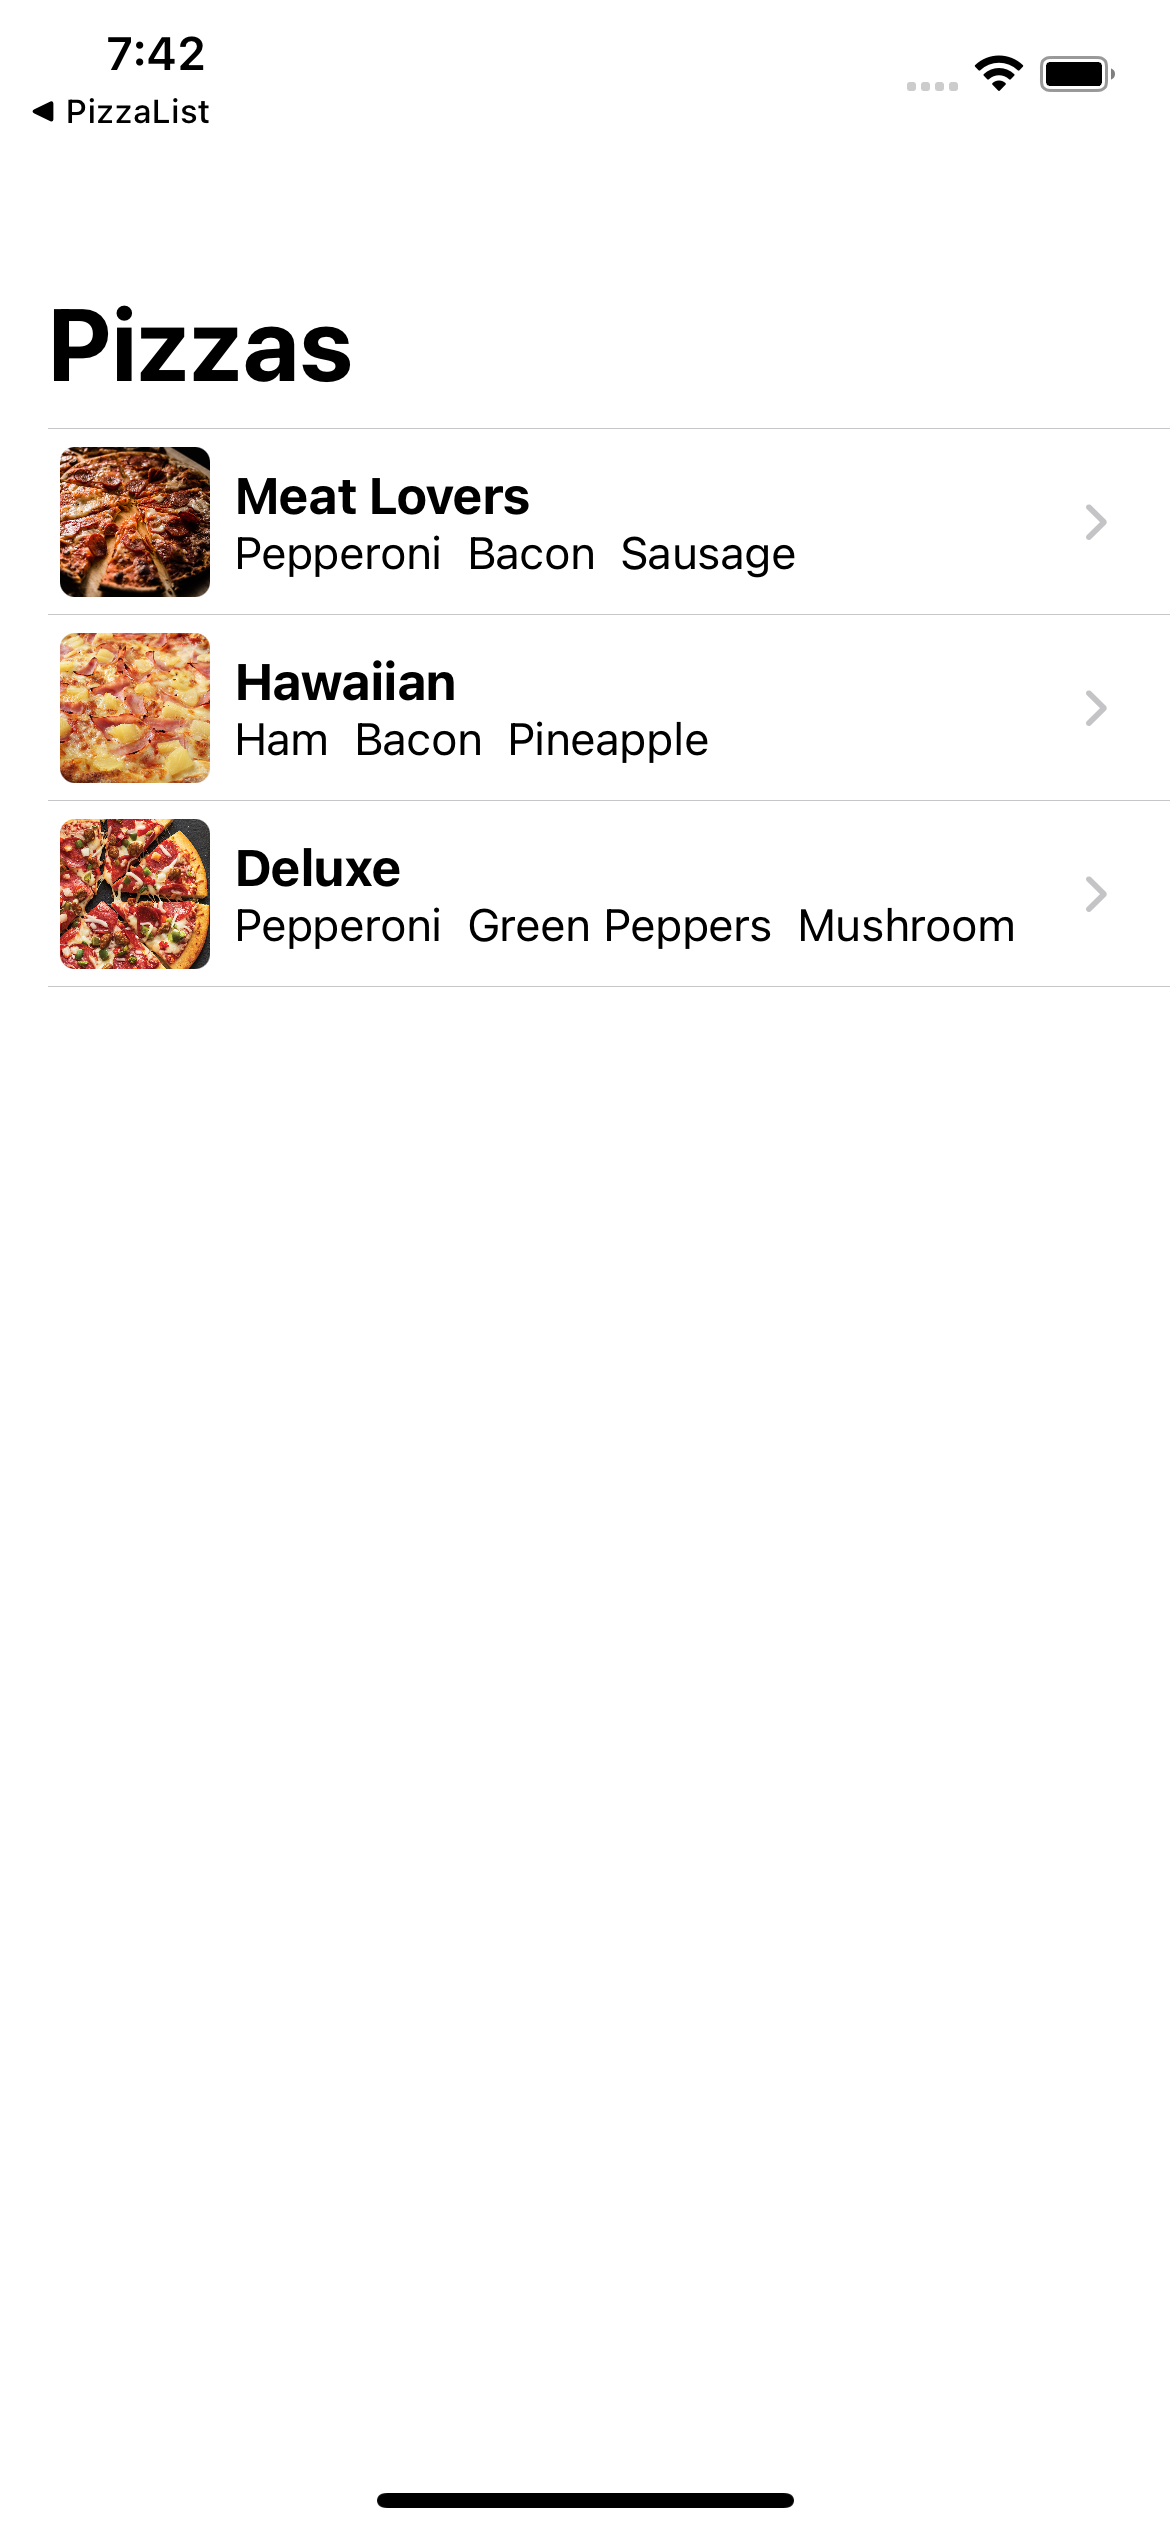 7:42
◀ PizzaList
Pizzas
Meat Lovers
Pepperoni Bacon Sausage
Hawaiian
Ham Bacon Pineapple
Deluxe
Pepperoni Green Peppers Mushroom